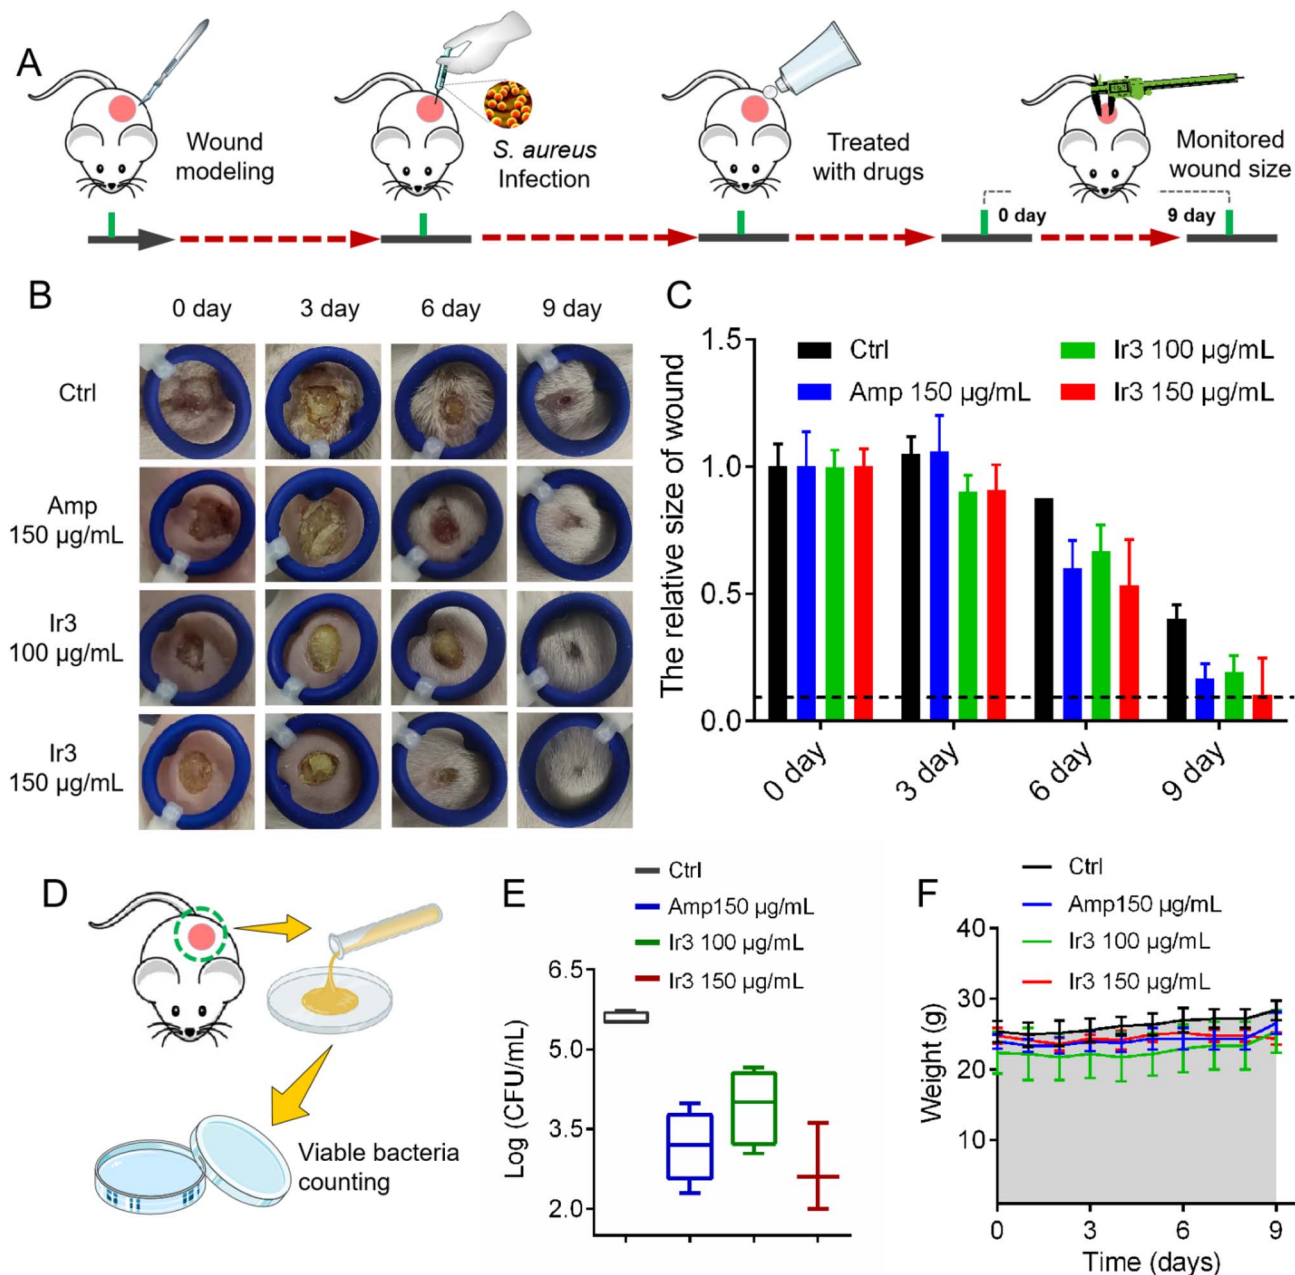 A
Wound
modeling
S. aureus
Infection
Treated
with drugs
Monitored
wound size
0 day
9 day
B
0 day
3 day
6 day
9 day
Ctrl
Amp
150 µg/mL
Ir3
100 µg/mL
Ir3
150 µg/mL
C
The relative size of wound
1.5
1.0
0.5
0.0
Ctrl
Amp 150 µg/mL
Ir3 100 µg/mL
Ir3 150 µg/mL
0 day
3 day
6 day
9 day
D
Viable bacteria
counting
E
Ctrl
Amp150 µg/mL
Ir3 100 µg/mL
Ir3 150 µg/mL
Log (CFU/mL)
6.5
5.0
3.5
2.0
F
Ctrl
Amp150 µg/mL
Ir3 100 µg/mL
Ir3 150 µg/mL
Weight (g)
40
30
20
10
0
3
6
9
Time (days)